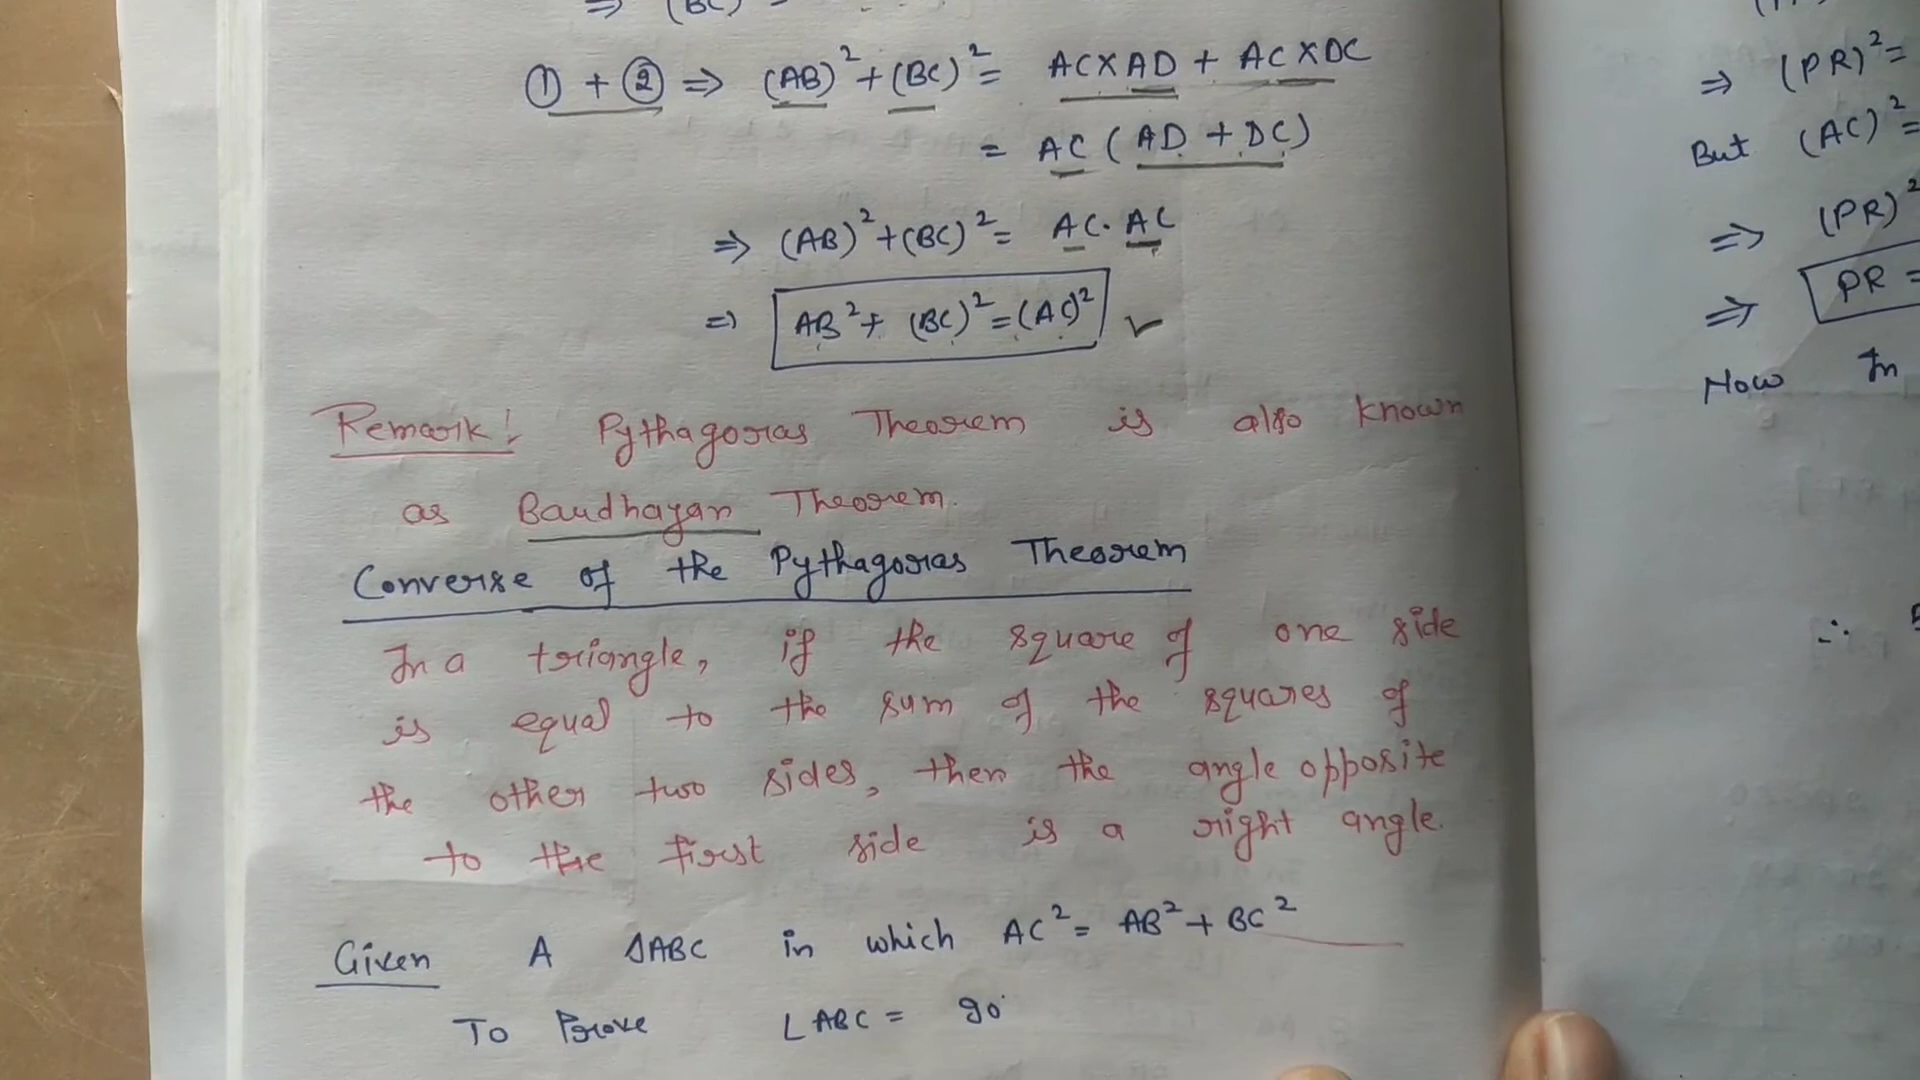 ⇒ (BC)
① + ② ⇒ (AB)² + (BC)² = AC×AD + AC×DC
= AC (AD + DC)
⇒ (AB)² + (BC)² = AC. AC
⇒ AB² + (BC)² = (AC)² ✓
Remark: Pythagoras Theorem is also known
as Baudhayan Theorem.
Converse of the Pythagoras Theorem
In a triangle, if the square of one side
is equal to the sum of the squares of
the other two sides, then the angle opposite
to the first side is a right angle.
Given A ΔABC in which AC² = AB² + BC²
To Prove ∠ABC = 90°
⇒ (PR)² =
But (AC)² =
⇒ (PR)²
⇒ PR =
Now In
∴